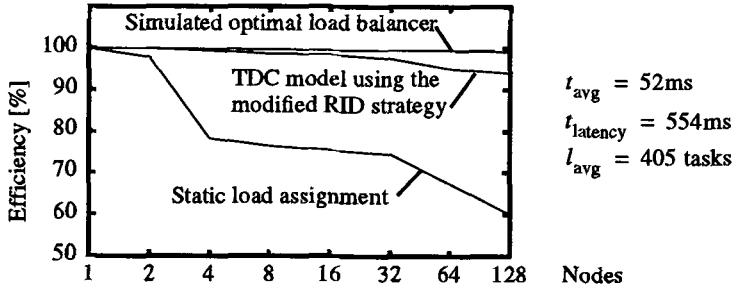 Simulated optimal load balancer
100
90
80
70
60
50
Efficiency [%]
TDC model using the
modified RID strategy
Static load assignment
t_avg = 52ms
t_latency = 554ms
l_avg = 405 tasks
1 2 4 8 16 32 64 128 Nodes